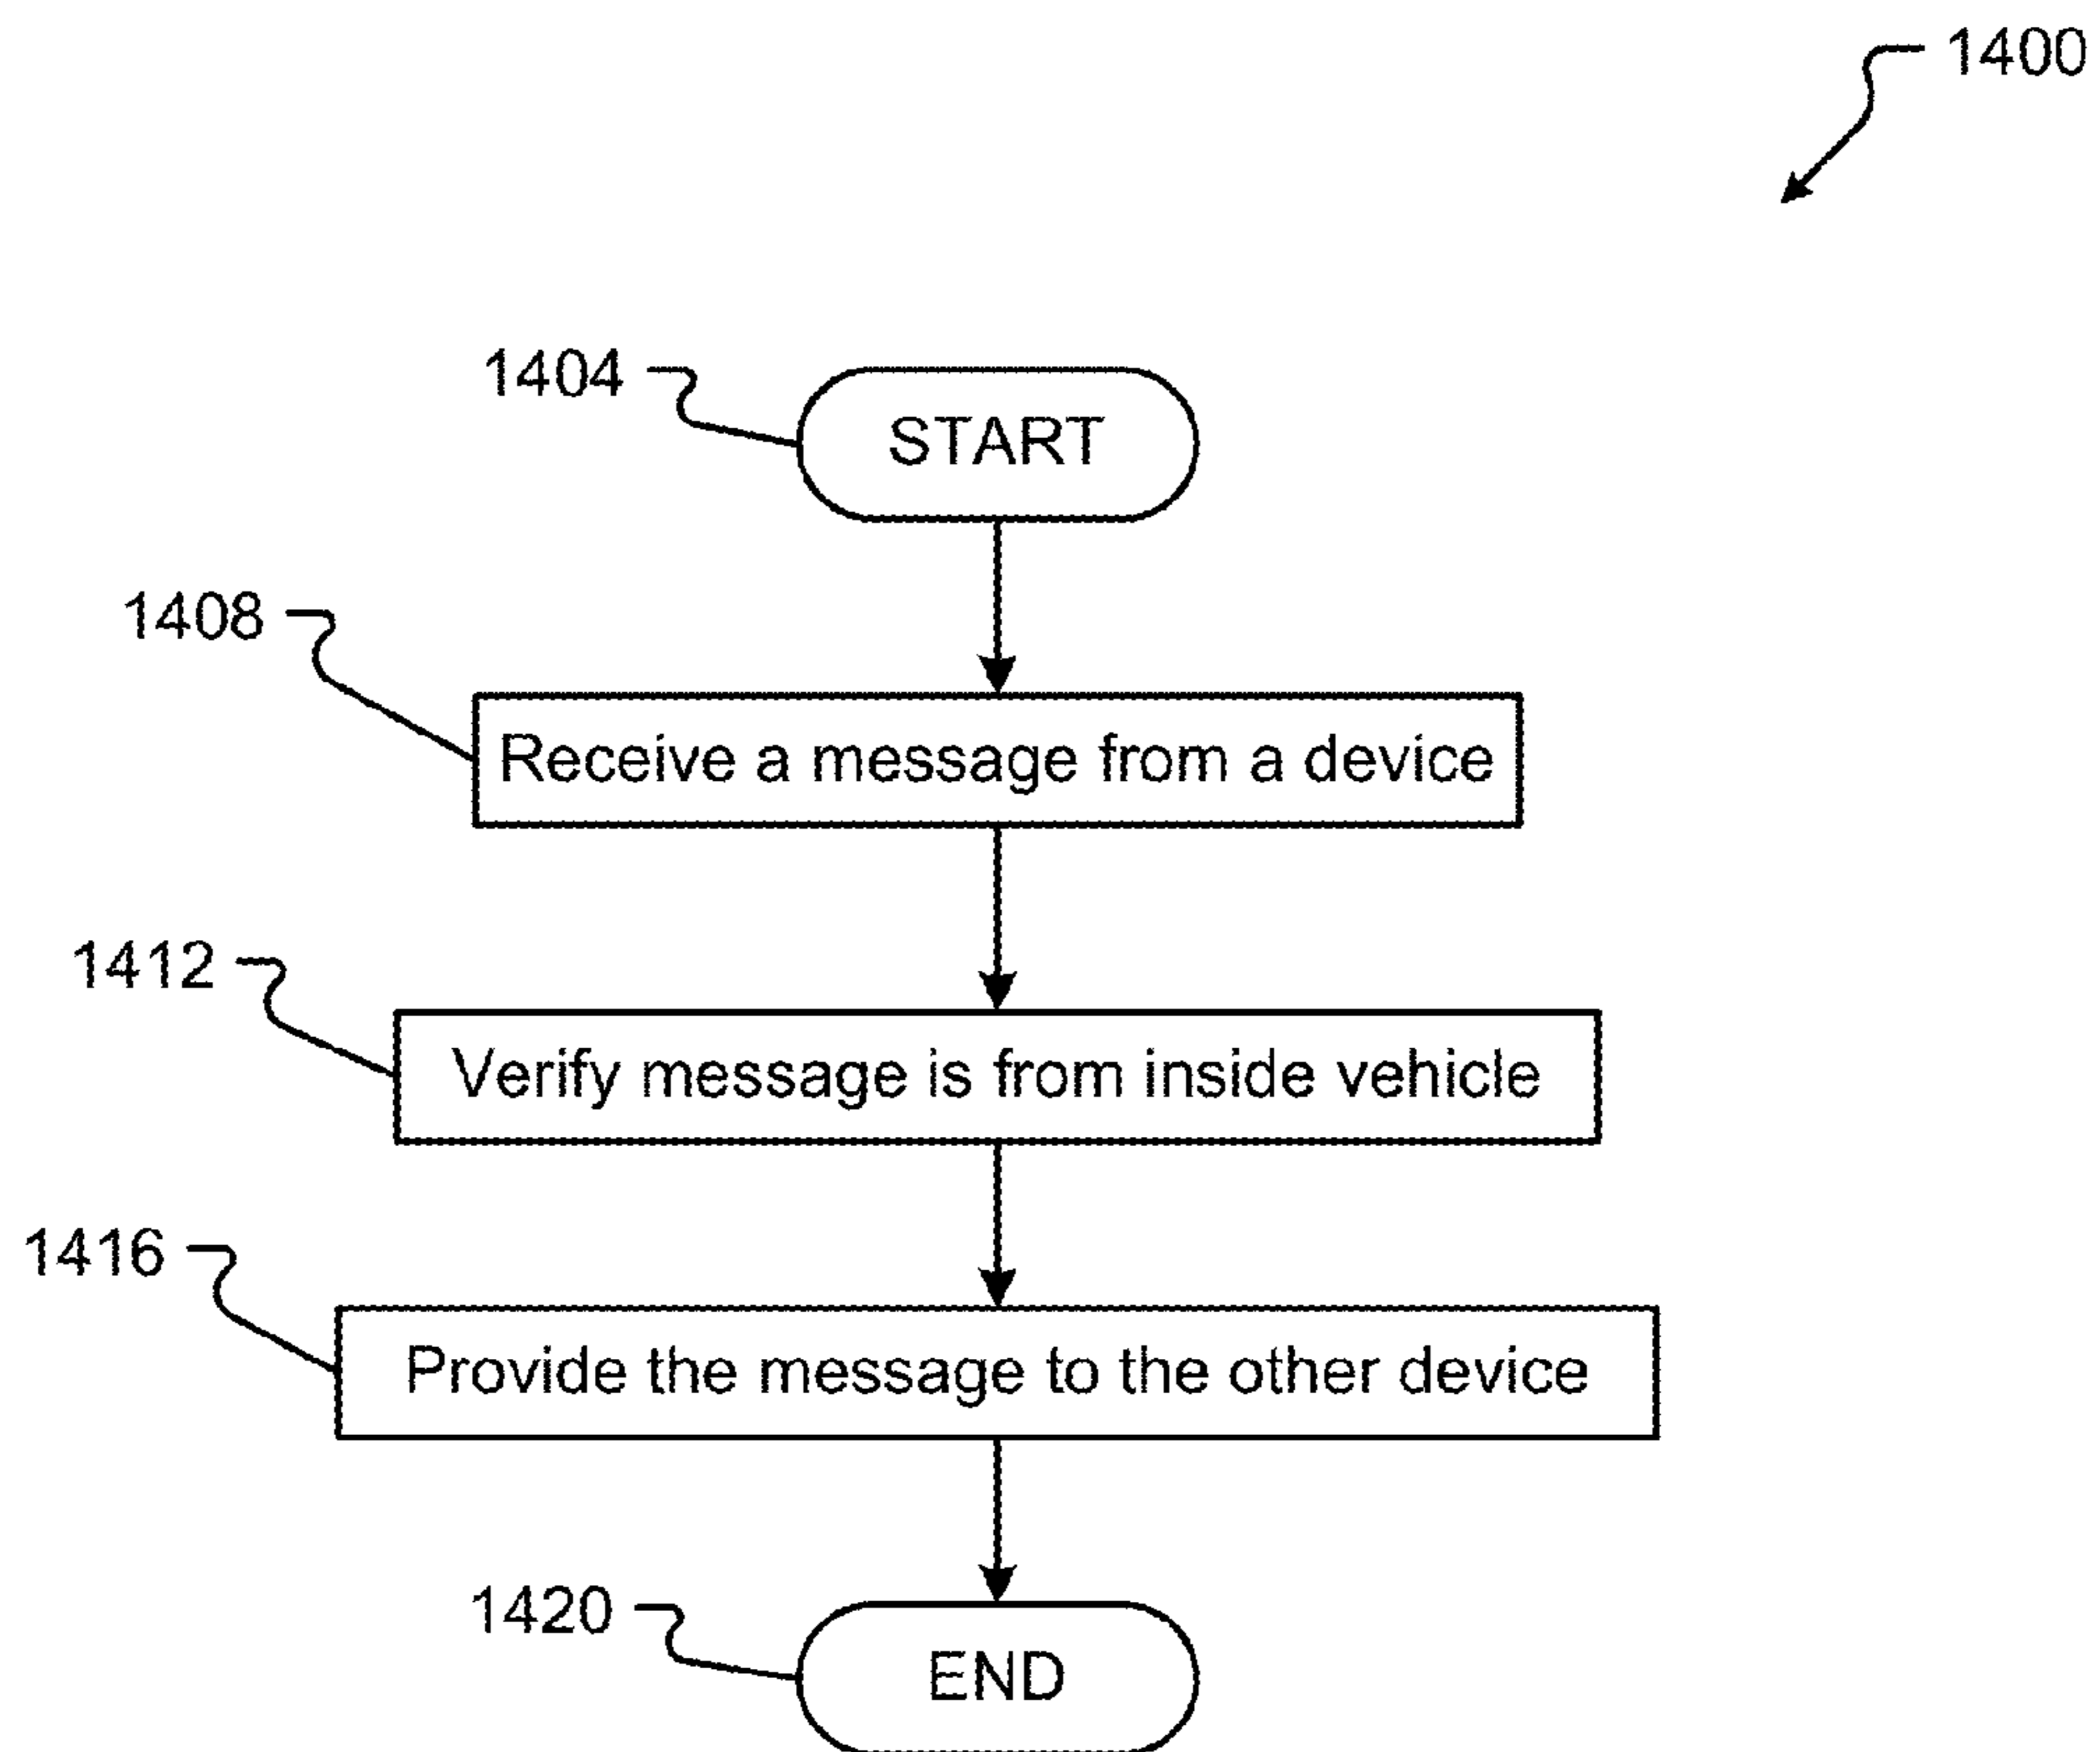 1400
1404
START
1408
Receive a message from a device
1412
Verify message is from inside vehicle
1416
Provide the message to the other device
1420
END